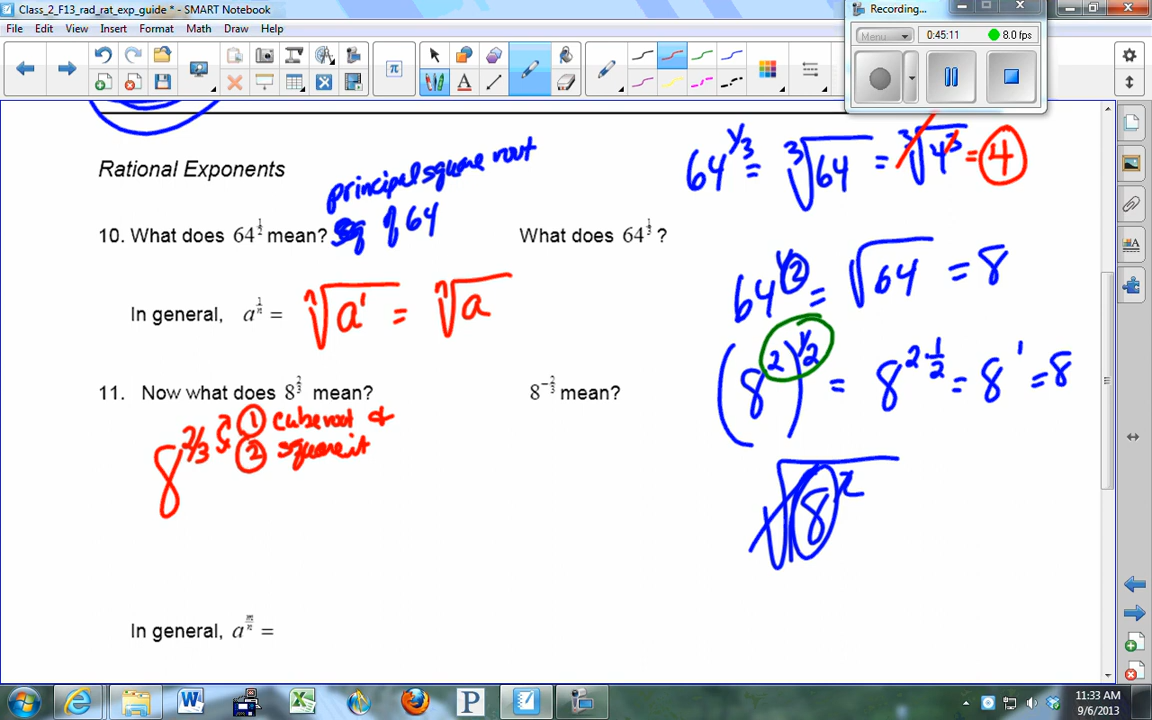 Class_2_F13_rad_rat_exp_guide * - SMART Notebook
Recording...
File Edit View Insert Format Math Draw Help
Menu
0:45:11
8.0 fps
π
Rational Exponents
principal square root
of 64
10. What does 64^(1/2) mean?
What does 64^(1/3) ?
64^(1/3) = ∛64 = ∛4³ = 4
64^(1/2) = √64 = 8
In general, a^(1/n) = ⁿ√a¹ = ⁿ√a
(8²)^(1/2) = 8^(2·1/2) = 8¹ = 8
11. Now what does 8^(2/3) mean?
8^(-2/3) mean?
8^(2/3)
① cube root &
② square it
√8²
In general, a^(m/n) =
11:33 AM
9/6/2013